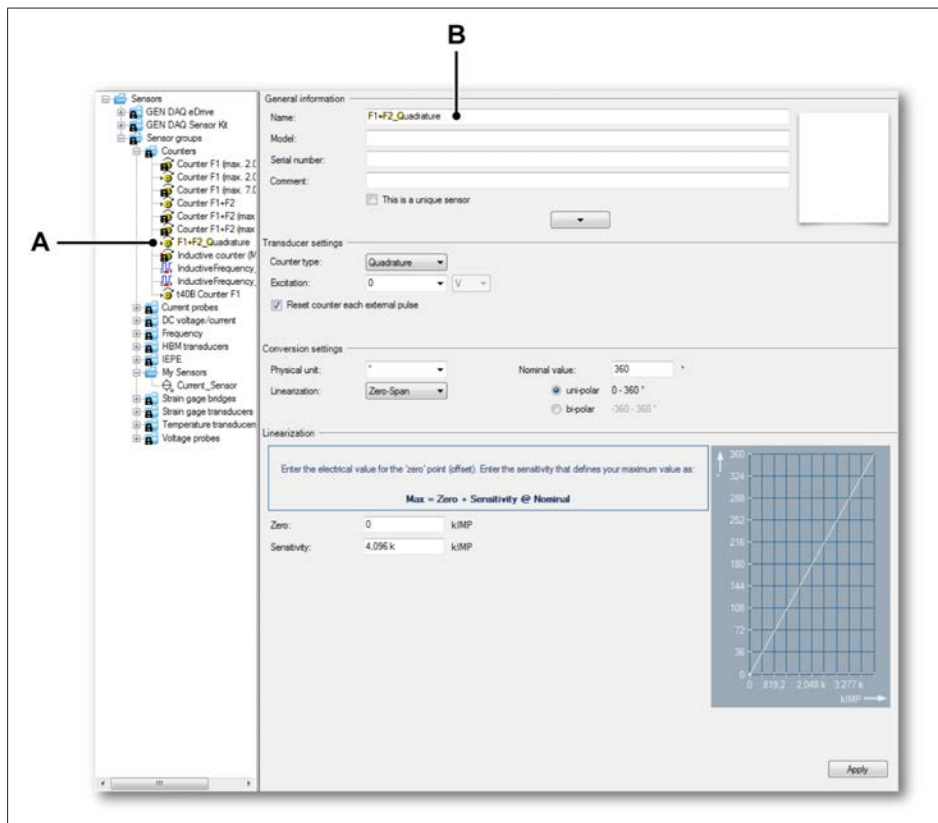 B
A
Sensors
GEN DAQ eDrive
GEN DAQ Sensor Kit
Sensor groups
Counters
Counter F1 (max. 2.0
Counter F1 (max. 2.0
Counter F1 (max. 7.0
Counter F1+F2
Counter F1+F2 (max
Counter F1+F2 (max
F1+F2_Quadrature
Inductive counter (M
InductiveFrequency_
InductiveFrequency_
t40B Counter F1
Current probes
DC voltage/current
Frequency
HBM transducers
IEPE
My Sensors
Current_Sensor
Strain gage bridges
Strain gage transducers
Temperature transducen
Voltage probes
General information
Name: F1+F2_Quadrature
Model:
Serial number:
Comment:
This is a unique sensor
Transducer settings
Counter type: Quadrature
Excitation: 0 V
Reset counter each external pulse
Conversion settings
Physical unit: ° Nominal value: 360 °
Linearization: Zero-Span uni-polar 0 - 360 °
bi-polar -360 - 360 °
Linearization
Enter the electrical value for the 'zero' point (offset). Enter the sensitivity that defines your maximum value as:
Max = Zero + Sensitivity @ Nominal
Zero: 0 kIMP
Sensitivity: 4,096 k kIMP
360
324
288
252
216
180
144
108
72
36
0
0 819,2 2,048 k 3,277 k
kIMP
Apply